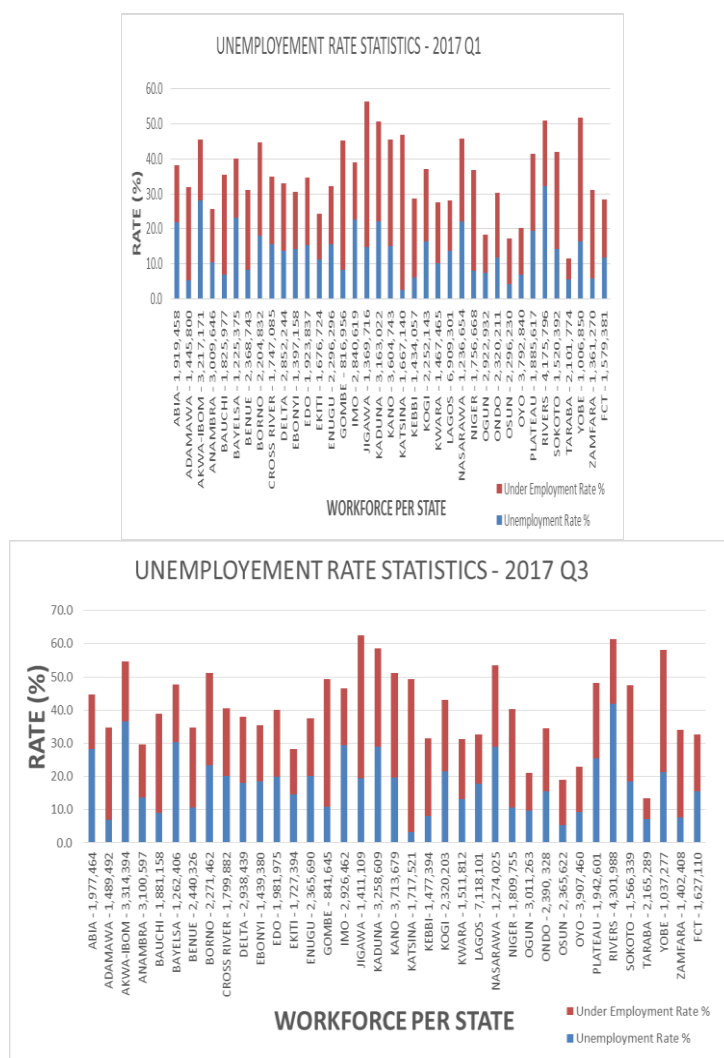 UNEMPLOYEMENT RATE STATISTICS - 2017 Q1
60.0
50.0
40.0
30.0
20.0
10.0
0.0
RATE (%)
ABIA - 1,919,458
ADAMAWA - 1,445,800
AKWA-IBOM - 3,217,171
ANAMBRA - 3,009,646
BAUCHI - 1,825,977
BAYELSA - 1,225,375
BENUE - 2,368,743
BORNO - 2,204,832
CROSS RIVER - 1,747,085
DELTA - 2,852,244
EBONYI - 1,397,158
EDO - 1,923,837
EKITI - 1,676,724
ENUGU - 2,296,296
GOMBE - 816,956
IMO - 2,840,619
JIGAWA - 1,369,716
KADUNA - 3,163,022
KANO - 3,604,743
KATSINA - 1,667,140
KEBBI - 1,434,057
KOGI - 2,252,143
KWARA - 1,467,465
LAGOS - 6,909,301
NASARAWA - 1,236,654
NIGER - 1,756,668
OGUN - 2,922,932
ONDO - 2,320,211
OSUN - 2,296,230
OYO - 3,792,840
PLATEAU - 1,885,617
RIVERS - 4,175,796
SOKOTO - 1,520,392
TARABA - 2,101,774
YOBE - 1,006,850
ZAMFARA - 1,361,270
FCT - 1,579,381
WORKFORCE PER STATE
Under Employment Rate %
Unemployment Rate %
UNEMPLOYEMENT RATE STATISTICS - 2017 Q3
70.0
60.0
50.0
40.0
30.0
20.0
10.0
0.0
RATE (%)
ABIA - 1,977,464
ADAMAWA - 1,489,492
AKWA-IBOM - 3,314,394
ANAMBRA - 3,100,597
BAUCHI - 1,881,158
BAYELSA - 1,262,406
BENUE - 2,440,326
BORNO - 2,271,462
CROSS RIVER - 1,799,882
DELTA - 2,938,439
EBONYI - 1,439,380
EDO - 1,981,975
EKITI - 1,727,394
ENUGU - 2,365,690
GOMBE - 841,645
IMO - 2,926,462
JIGAWA - 1,411,109
KADUNA - 3,258,609
KANO - 3,713,679
KATSINA - 1,717,521
KEBBI- 1,477,394
KOGI - 2,320,203
KWARA - 1,511,812
LAGOS - 7,118,101
NASARAWA - 1,274,025
NIGER - 1,809,755
OGUN - 3,011,263
ONDO - 2,390, 328
OSUN - 2,365,622
OYO - 3,907,460
PLATEAU - 1,942,601
RIVERS - 4,301,988
SOKOTO - 1,566,339
TARABA - 2,165,289
YOBE - 1,037,277
ZAMFARA - 1,402,408
FCT - 1,627,110
WORKFORCE PER STATE
Under Employment Rate %
Unemployment Rate %